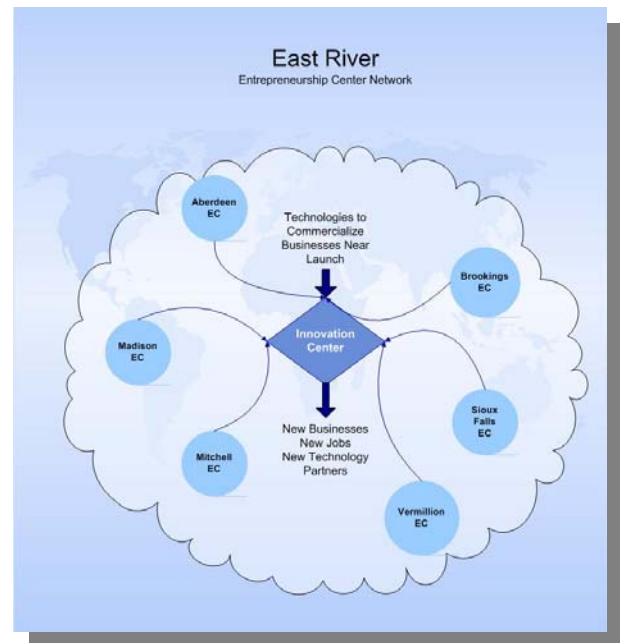 East River
Entrepreneurship Center Network
Aberdeen
EC
Technologies to
Commercialize
Businesses Near
Launch
Brookings
EC
Innovation
Center
Madison
EC
Sioux
Falls
EC
New Businesses
New Jobs
New Technology
Partners
Mitchell
EC
Vermillion
EC